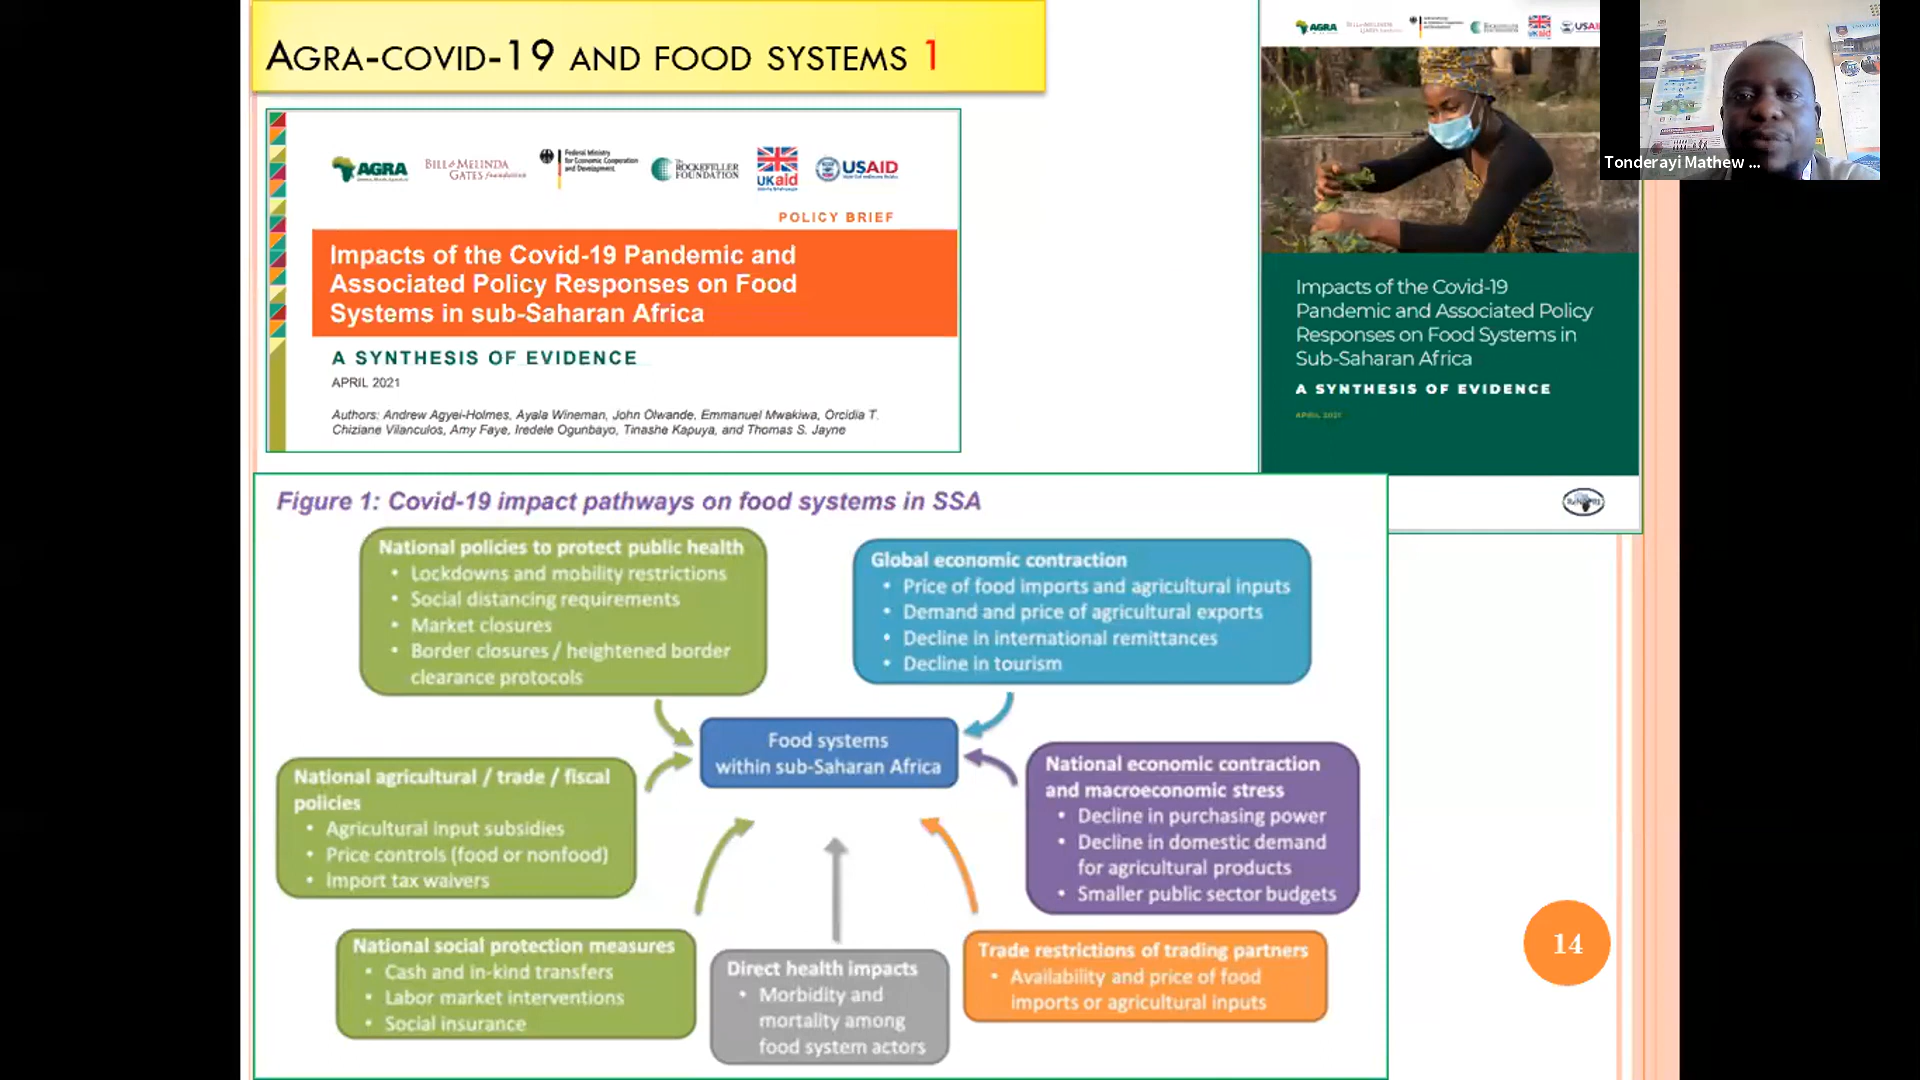 AGRA-COVID-19 AND FOOD SYSTEMS 1
AGRA
BILL & MELINDA
GATES foundation
Federal Ministry
for Economic Cooperation
and Development
The
ROCKEFELLER
FOUNDATION
UKaid
USAID
POLICY BRIEF
Impacts of the Covid-19 Pandemic and
Associated Policy Responses on Food
Systems in sub-Saharan Africa
A SYNTHESIS OF EVIDENCE
APRIL 2021
Authors: Andrew Agyei-Holmes, Ayala Wineman, John Olwande, Emmanuel Mwakiwa, Orcidia T.
Chiziane Vilanculos, Amy Faye, Iredele Ogunbayo, Tinashe Kapuya, and Thomas S. Jayne
AGRA
UKaid
Tonderayi Mathew ...
Impacts of the Covid-19
Pandemic and Associated Policy
Responses on Food Systems in
Sub-Saharan Africa
A SYNTHESIS OF EVIDENCE
APRIL 2021
Figure 1: Covid-19 impact pathways on food systems in SSA
National policies to protect public health
• Lockdowns and mobility restrictions
• Social distancing requirements
• Market closures
• Border closures / heightened border
clearance protocols
Global economic contraction
• Price of food imports and agricultural inputs
• Demand and price of agricultural exports
• Decline in international remittances
• Decline in tourism
Food systems
within sub-Saharan Africa
National agricultural / trade / fiscal
policies
• Agricultural input subsidies
• Price controls (food or nonfood)
• Import tax waivers
National economic contraction
and macroeconomic stress
• Decline in purchasing power
• Decline in domestic demand
for agricultural products
• Smaller public sector budgets
National social protection measures
• Cash and in-kind transfers
• Labor market interventions
• Social insurance
Direct health impacts
• Morbidity and
mortality among
food system actors
Trade restrictions of trading partners
• Availability and price of food
imports or agricultural inputs
14